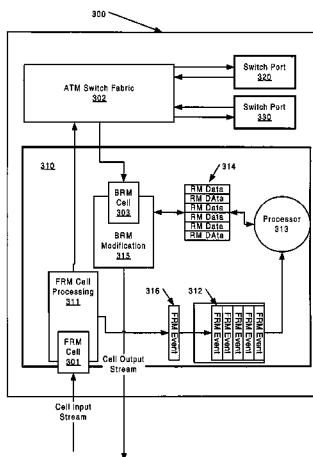 300
ATM Switch Fabric
302
Switch Port
320
Switch Port
330
310
314
BRM
Cell
303
BRM
Modification
315
RM Data
RM Data
RM Data
RM Data
RM Data
RM DAta
Processor
313
FRM Cell
Processing
311
316
312
FRM Event
FRM Event
FRM Event
FRM Event
FRM Event
FRM
Cell
301
Cell Output
Stream
Cell Input
Stream